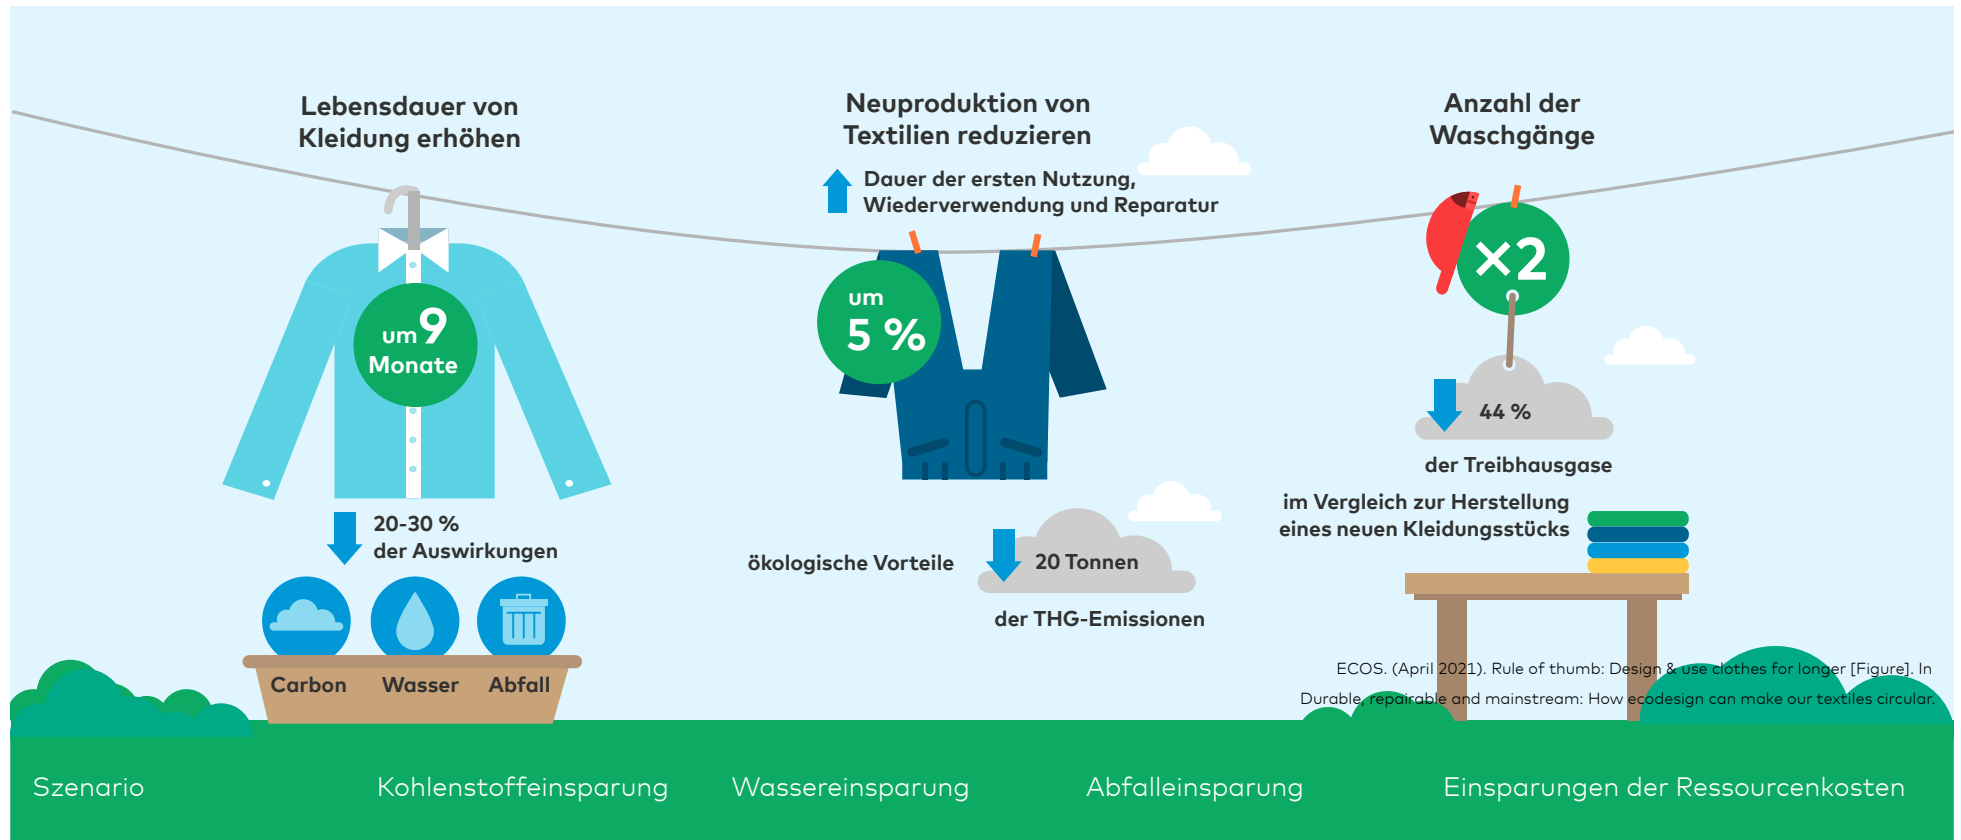 Lebensdauer von
Kleidung erhöhen
um 9
Monate
20-30 %
der Auswirkungen
Carbon
Wasser
Abfall
Neuproduktion von
Textilien reduzieren
Dauer der ersten Nutzung,
Wiederverwendung und Reparatur
um
5 %
ökologische Vorteile
20 Tonnen
der THG-Emissionen
Anzahl der
Waschgänge
×2
44 %
der Treibhausgase
im Vergleich zur Herstellung
eines neuen Kleidungsstücks
ECOS. (April 2021). Rule of thumb: Design & use clothes for longer [Figure]. In
Durable, repairable and mainstream: How ecodesign can make our textiles circular.
Szenario
Kohlenstoffeinsparung
Wassereinsparung
Abfalleinsparung
Einsparungen der Ressourcenkosten